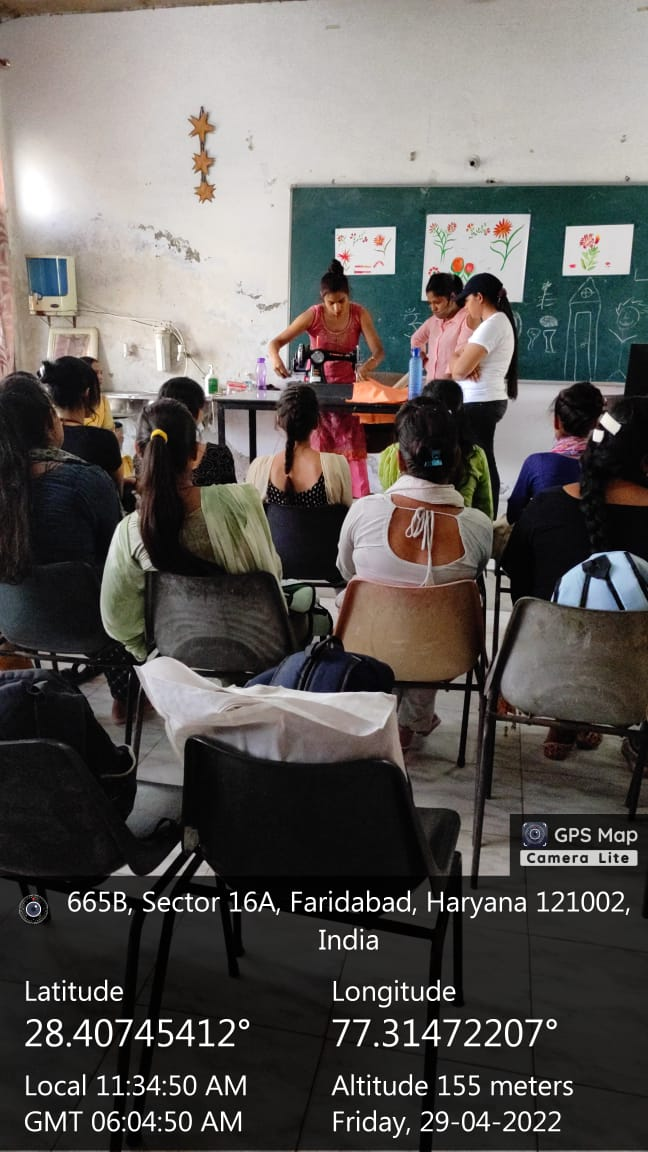 GPS Map
Camera Lite
665B, Sector 16A, Faridabad, Haryana 121002,
India
Latitude
Longitude
28.40745412°
77.31472207°
Local 11:34:50 AM
Altitude 155 meters
GMT 06:04:50 AM
Friday, 29-04-2022